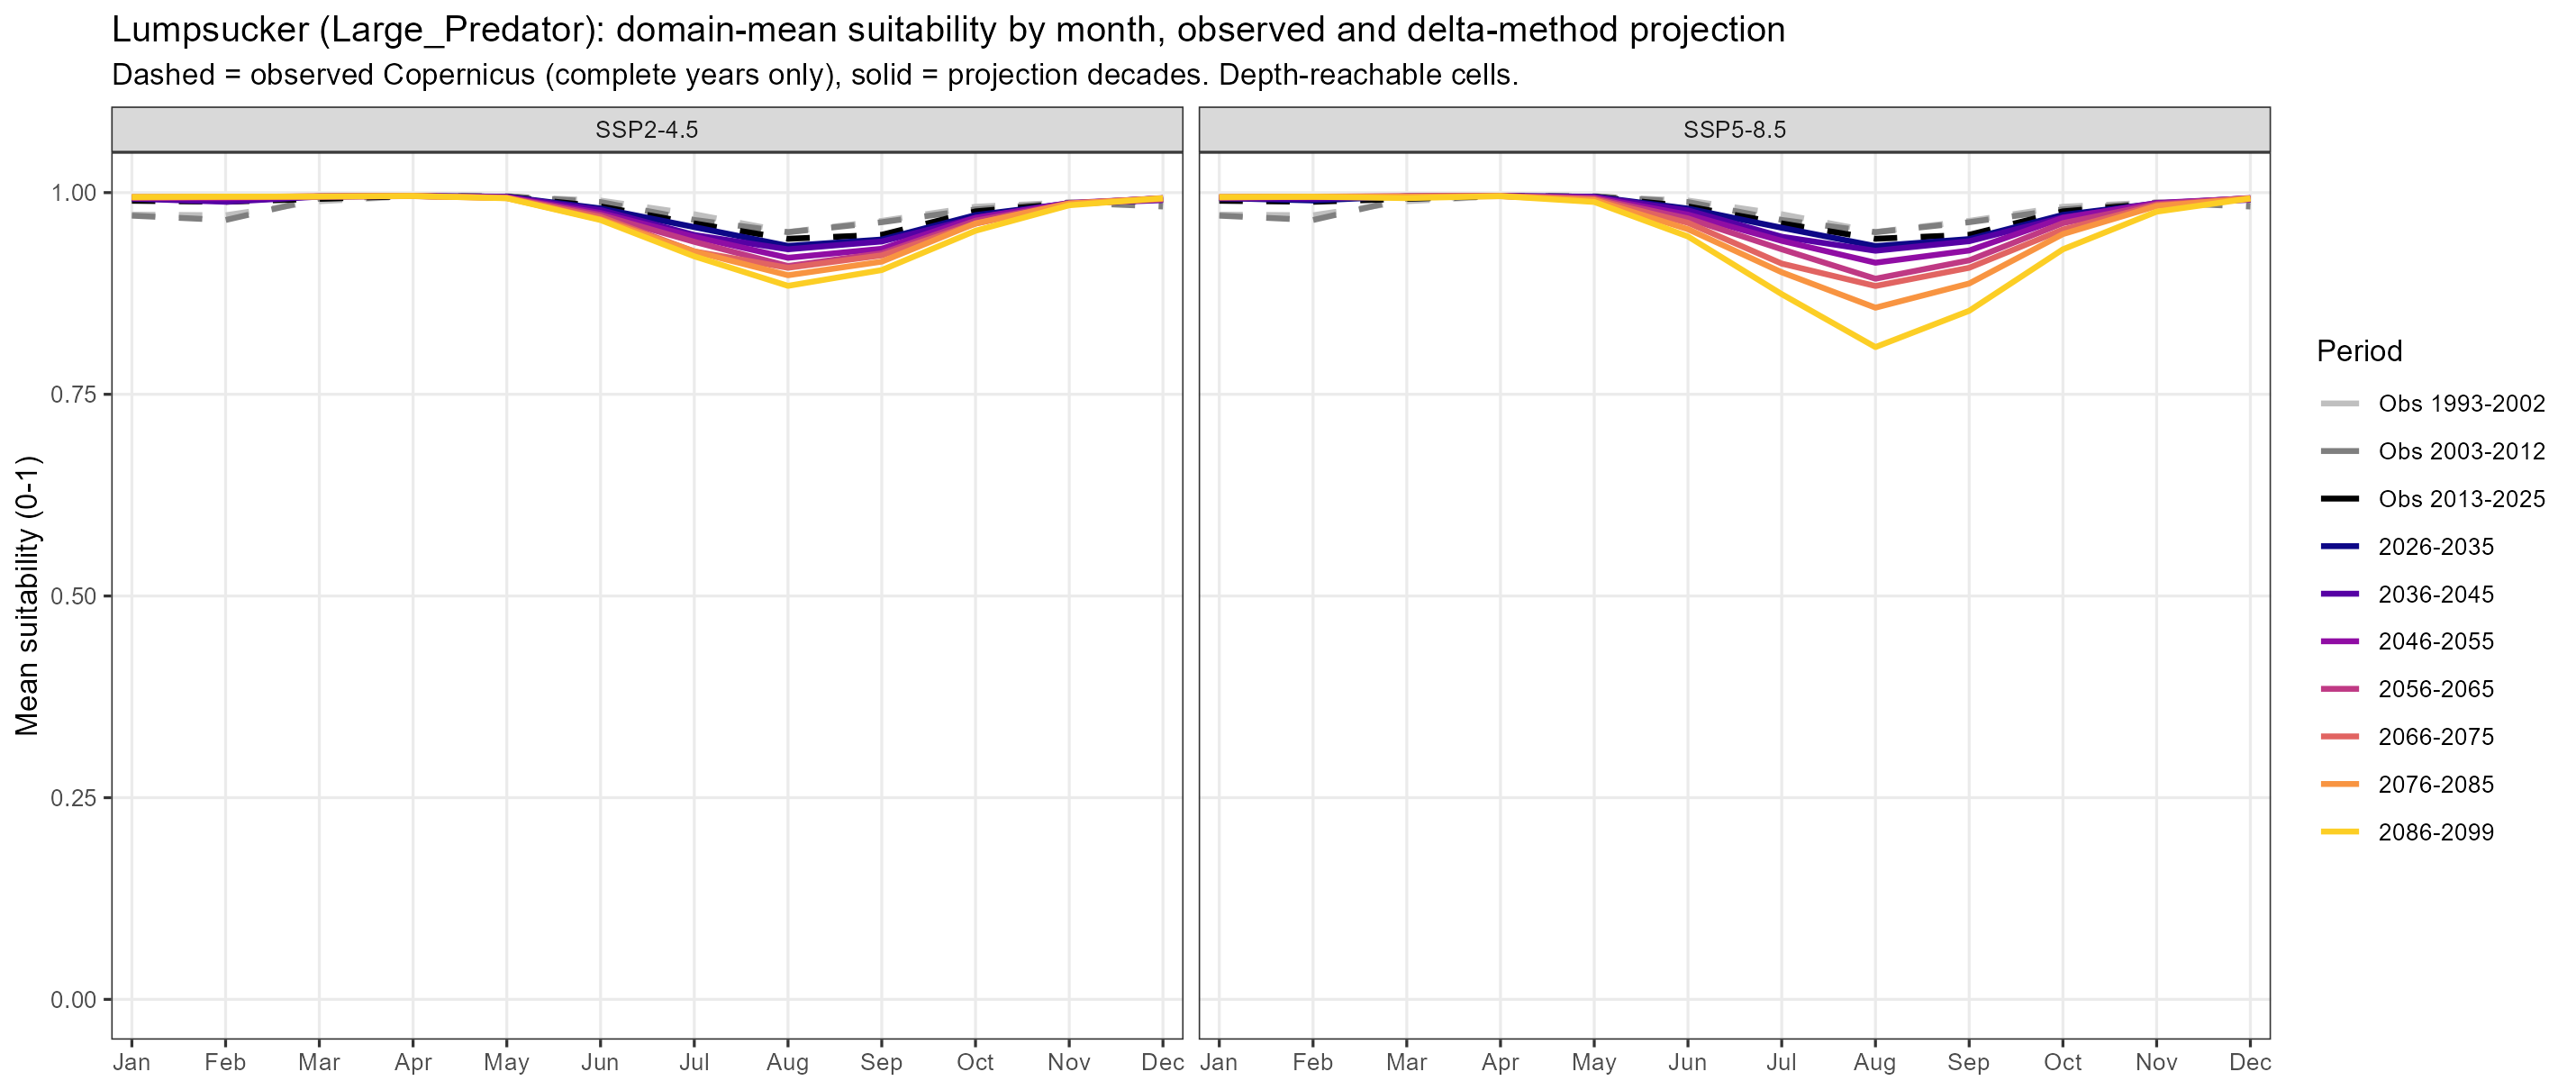 Lumpsucker (Large_Predator): domain-mean suitability by month, observed and delta-method projection
Dashed = observed Copernicus (complete years only), solid = projection decades. Depth-reachable cells.
SSP2-4.5
SSP5-8.5
Mean suitability (0-1)
1.00
0.75
0.50
0.25
0.00
Jan Feb Mar Apr May Jun Jul Aug Sep Oct Nov Dec
Jan Feb Mar Apr May Jun Jul Aug Sep Oct Nov Dec
Period
Obs 1993-2002
Obs 2003-2012
Obs 2013-2025
2026-2035
2036-2045
2046-2055
2056-2065
2066-2075
2076-2085
2086-2099